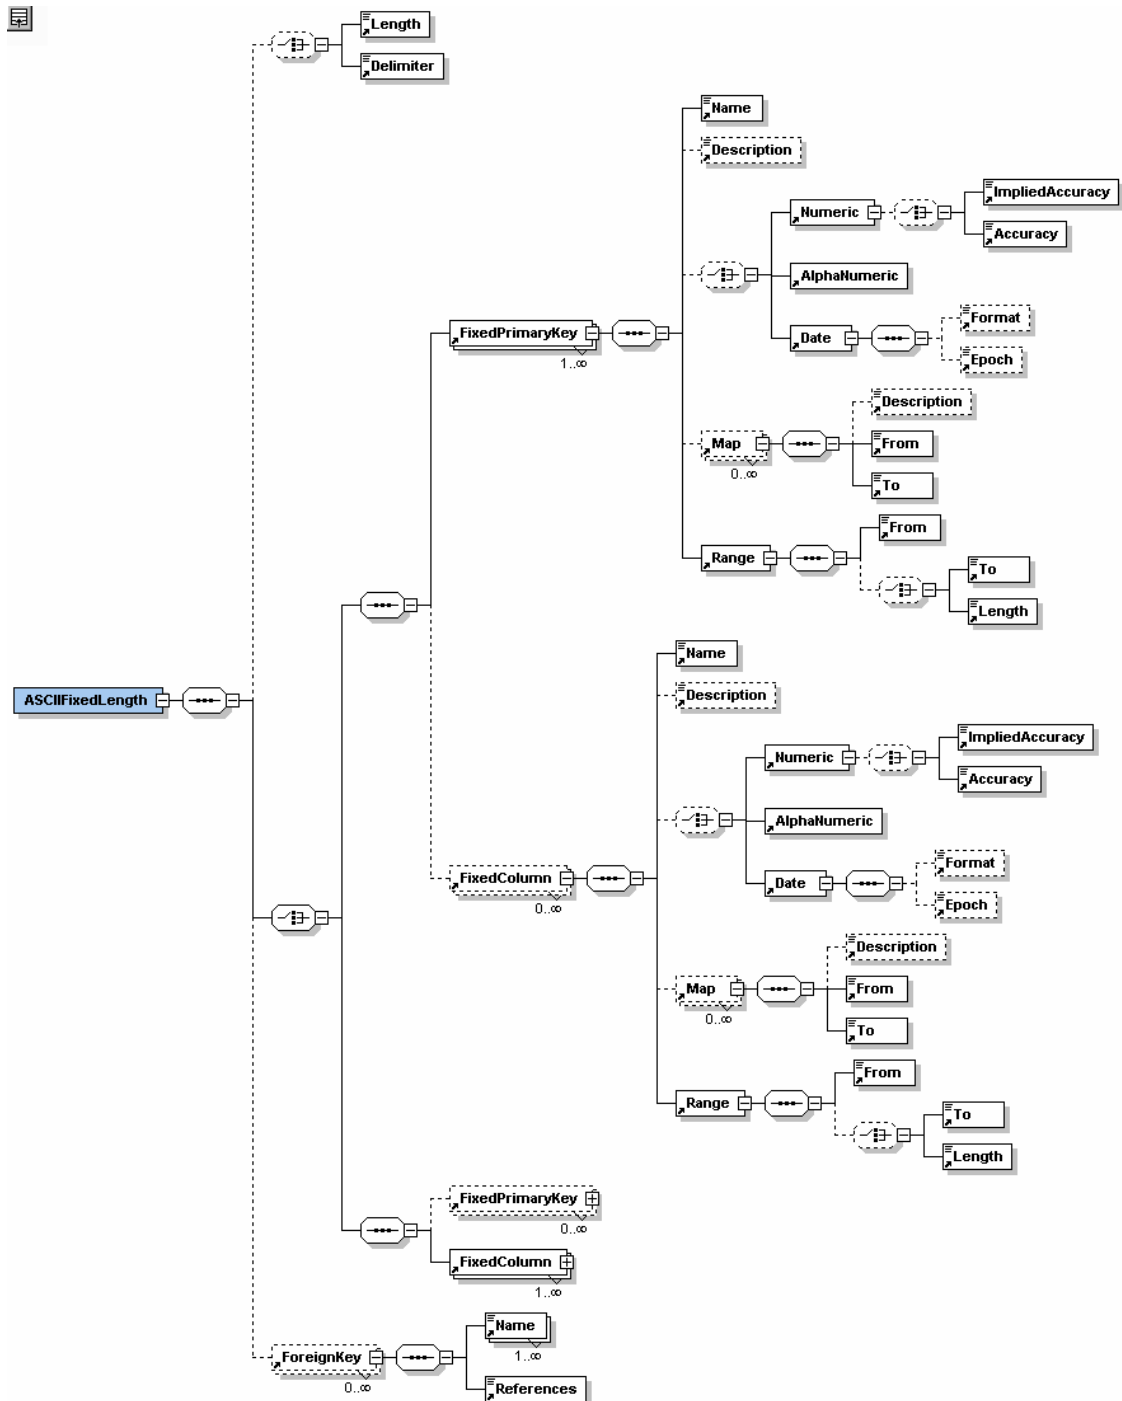 Length
Delimiter
Name
Description
ImpliedAccuracy
Numeric
Accuracy
AlphaNumeric
Format
FixedPrimaryKey
Date
1..∞
Epoch
Description
Map
From
0..∞
To
From
Range
To
Length
Name
ASCIIFixedLength
Description
ImpliedAccuracy
Numeric
Accuracy
AlphaNumeric
Format
FixedColumn
Date
0..∞
Epoch
Description
Map
From
0..∞
To
From
Range
To
Length
FixedPrimaryKey
0..∞
FixedColumn
1..∞
Name
ForeignKey
1..∞
0..∞
References